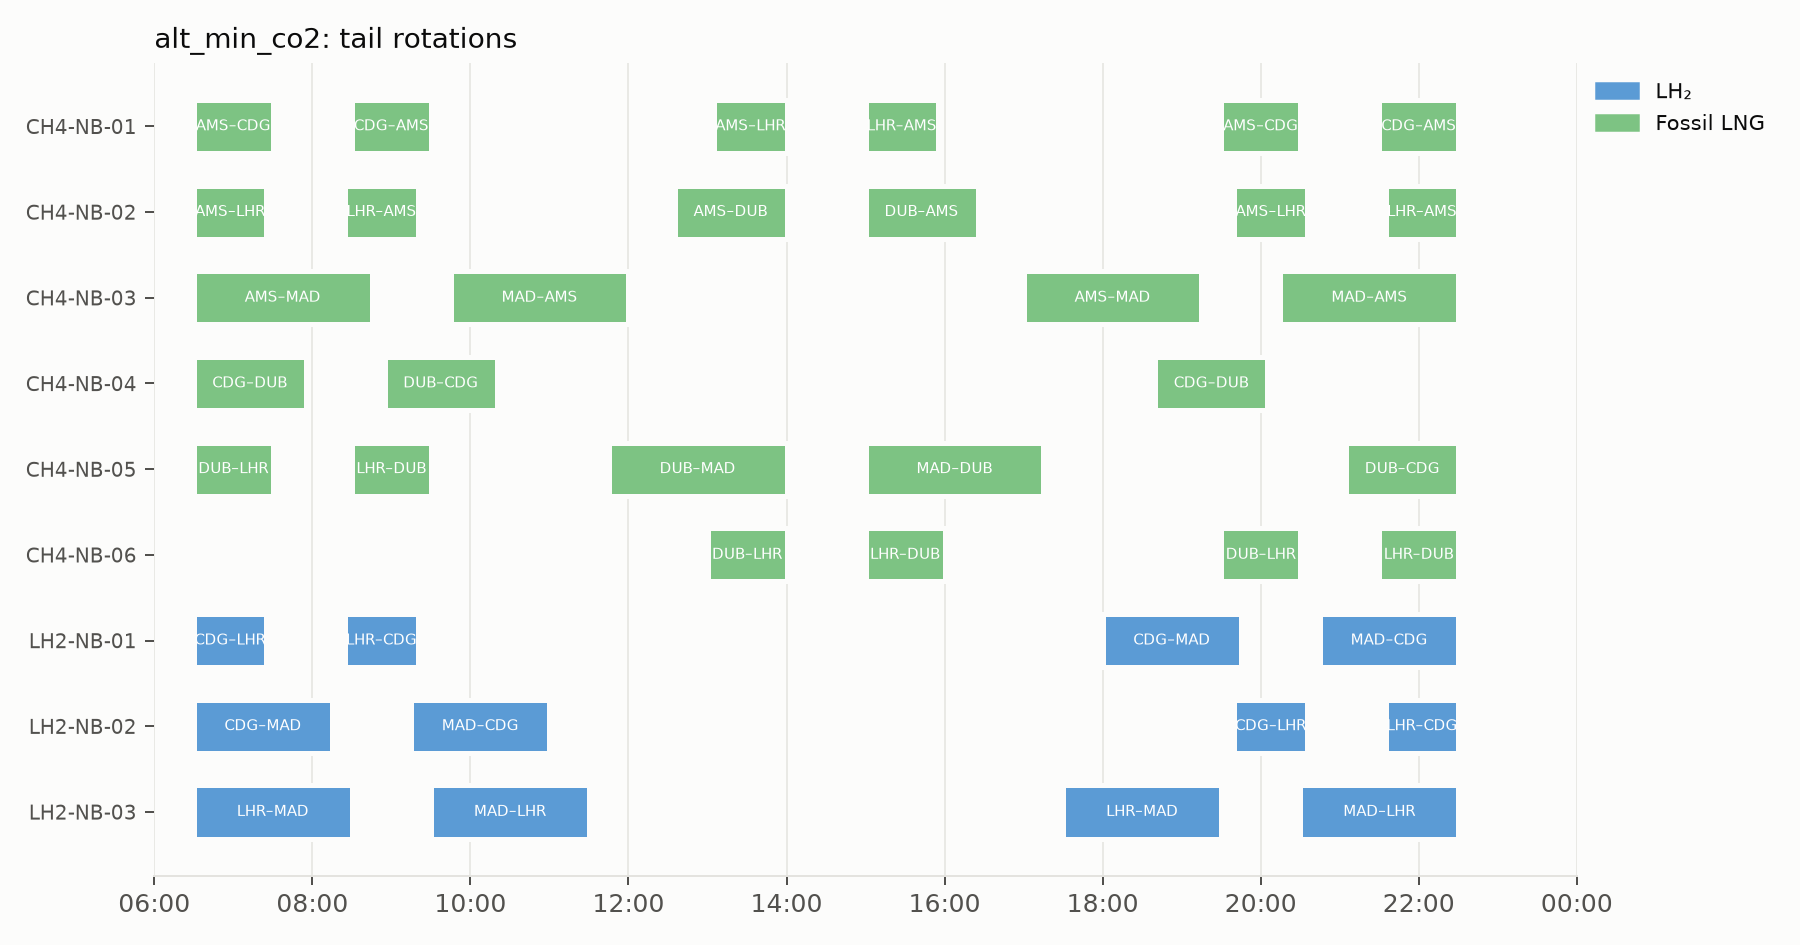 alt_min_co2: tail rotations
LH₂
Fossil LNG
CH4-NB-01
AMS–CDG
CDG–AMS
AMS–LHR
LHR–AMS
AMS–CDG
CDG–AMS
CH4-NB-02
AMS–LHR
LHR–AMS
AMS–DUB
DUB–AMS
AMS–LHR
LHR–AMS
CH4-NB-03
AMS–MAD
MAD–AMS
AMS–MAD
MAD–AMS
CH4-NB-04
CDG–DUB
DUB–CDG
CDG–DUB
CH4-NB-05
DUB–LHR
LHR–DUB
DUB–MAD
MAD–DUB
DUB–CDG
CH4-NB-06
DUB–LHR
LHR–DUB
DUB–LHR
LHR–DUB
LH2-NB-01
CDG–LHR
LHR–CDG
CDG–MAD
MAD–CDG
LH2-NB-02
CDG–MAD
MAD–CDG
CDG–LHR
LHR–CDG
LH2-NB-03
LHR–MAD
MAD–LHR
LHR–MAD
MAD–LHR
06:00
08:00
10:00
12:00
14:00
16:00
18:00
20:00
22:00
00:00